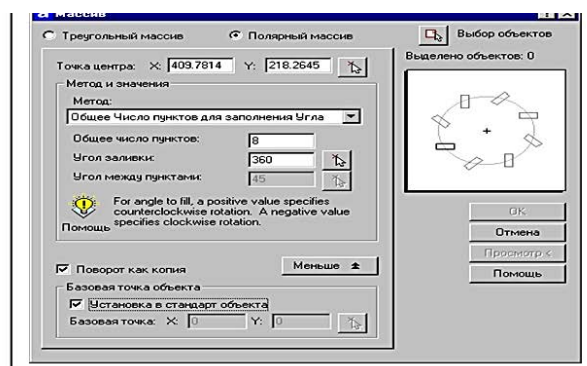 Массив
Треугольный массив Полярный массив Выбор объектов
Точка центра: X: 409.7814 Y: 218.2645 Выделено объектов: 0
Метод и значения
Метод:
Общее Число пунктов для заполнения Угла
Общее число пунктов: 8
Угол заливки: 360
Угол между пунктами: 45
For angle to fill, a positive value specifies
counterclockwise rotation. A negative value
specifies clockwise rotation.
Помощь
OK
Отмена
Просмотр <
Помощь
Поворот как копия Меньше
Базовая точка объекта
Установка в стандарт объекта
Базовая точка: X: 0 Y: 0